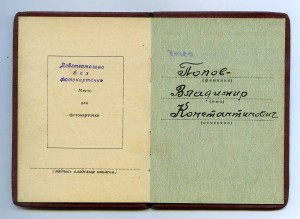 Действительно
без
фотокарточки
Место
для
фотокарточки
Попов-
(фамилия)
Владимир
(имя)
Константинович
(отчество)